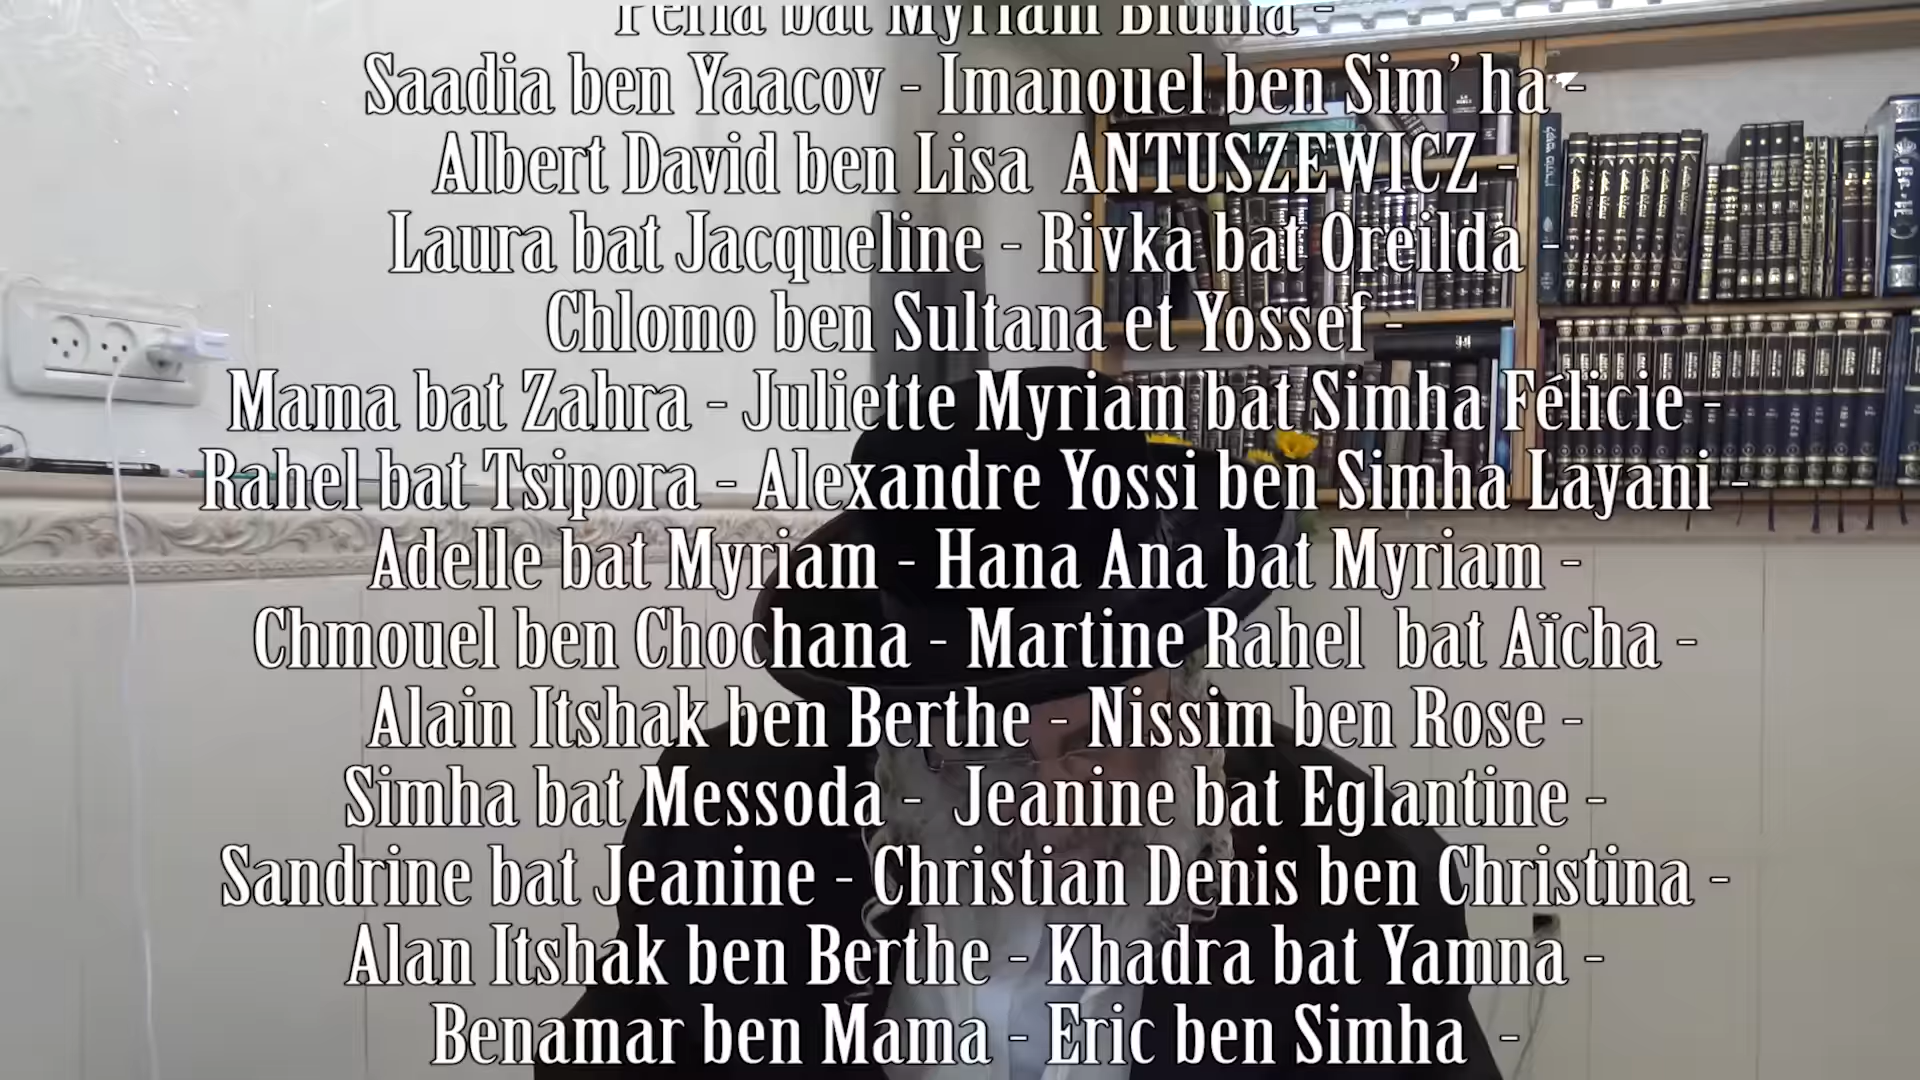 Perla bat Myriam Bluma -
Saadia ben Yaacov - Imanouel ben Sim' ha -
Albert David ben Lisa ANTUSZEWICZ -
Laura bat Jacqueline - Rivka bat Oreilda -
Chlomo ben Sultana et Yossef -
Mama bat Zahra - Juliette Myriam bat Simha Félicie -
Rahel bat Tsipora - Alexandre Yossi ben Simha Layani -
Adelle bat Myriam - Hana Ana bat Myriam -
Chmouel ben Chochana - Martine Rahel bat Aïcha -
Alain Itshak ben Berthe - Nissim ben Rose -
Simha bat Messoda - Jeanine bat Eglantine -
Sandrine bat Jeanine - Christian Denis ben Christina -
Alan Itshak ben Berthe - Khadra bat Yamna -
Benamar ben Mama - Eric ben Simha -